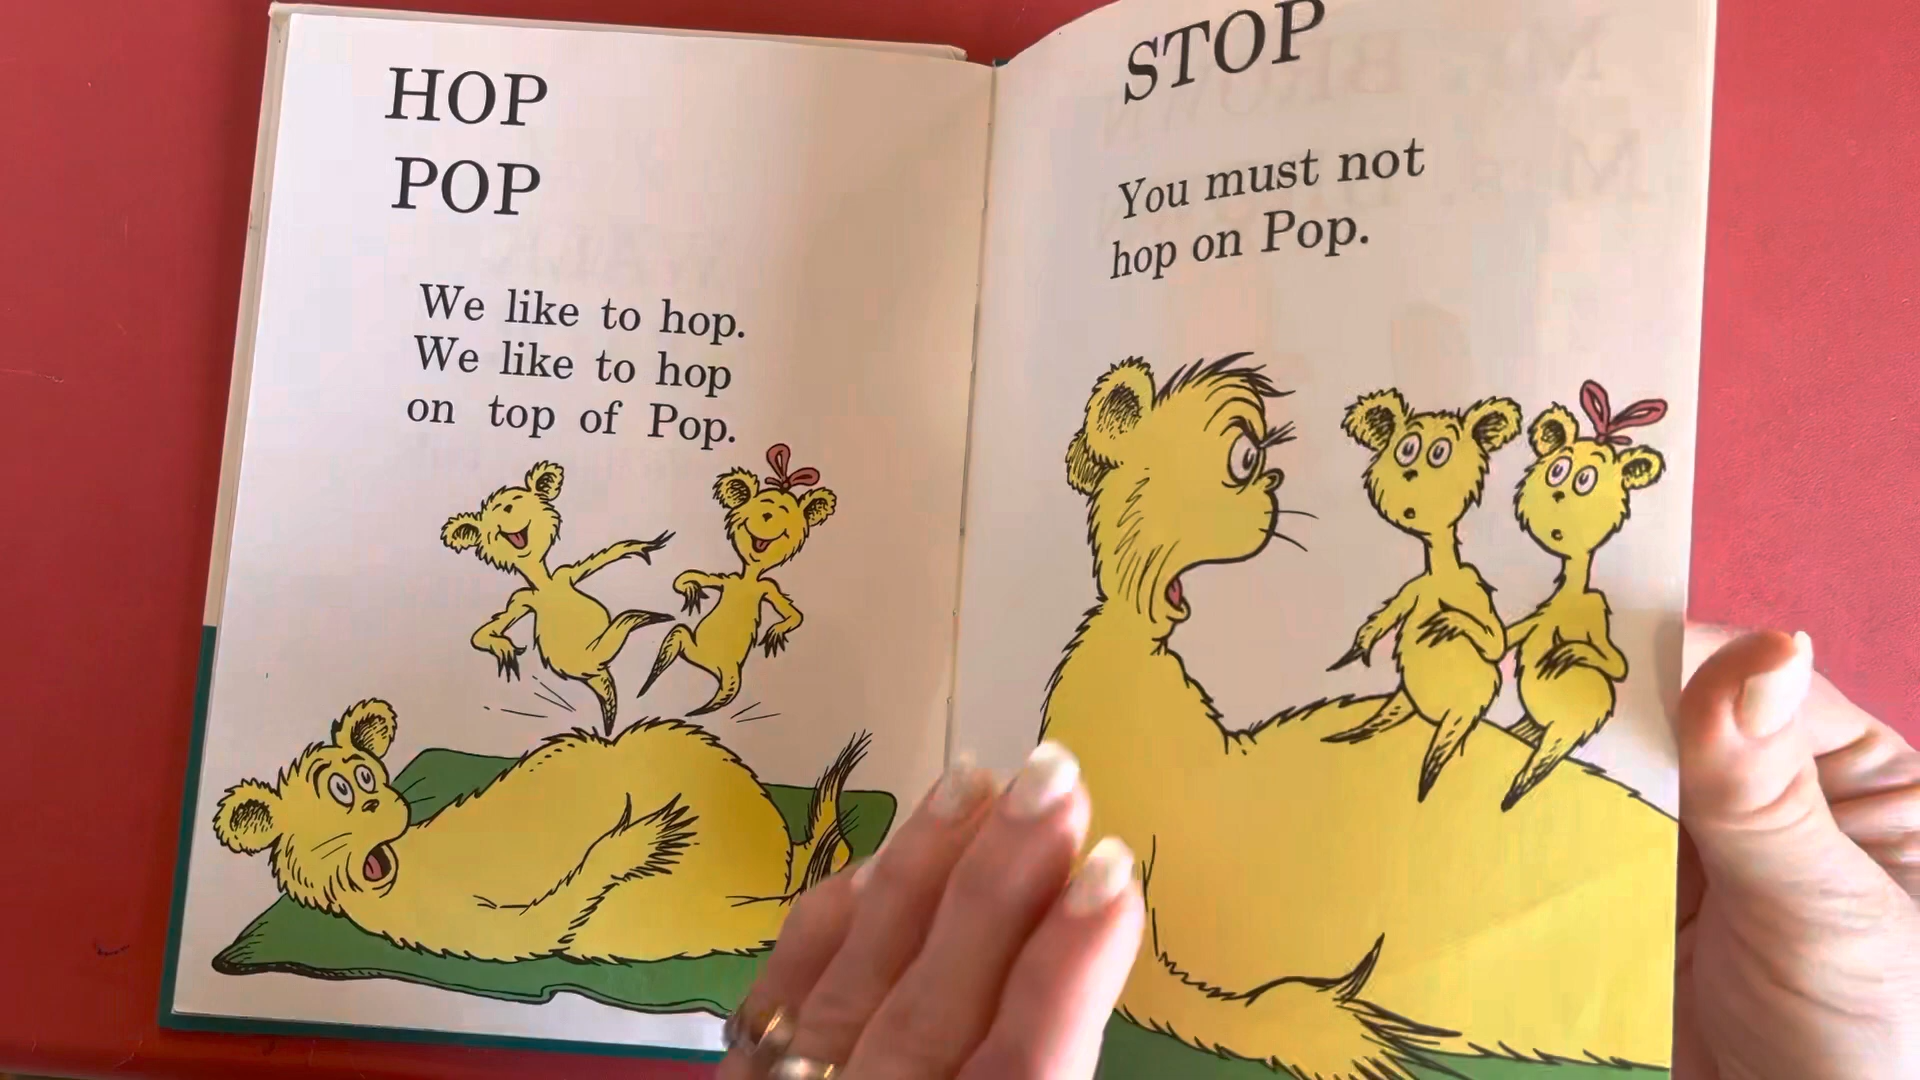 HOP
POP
We like to hop.
We like to hop
on top of Pop.
STOP
You must not
hop on Pop.